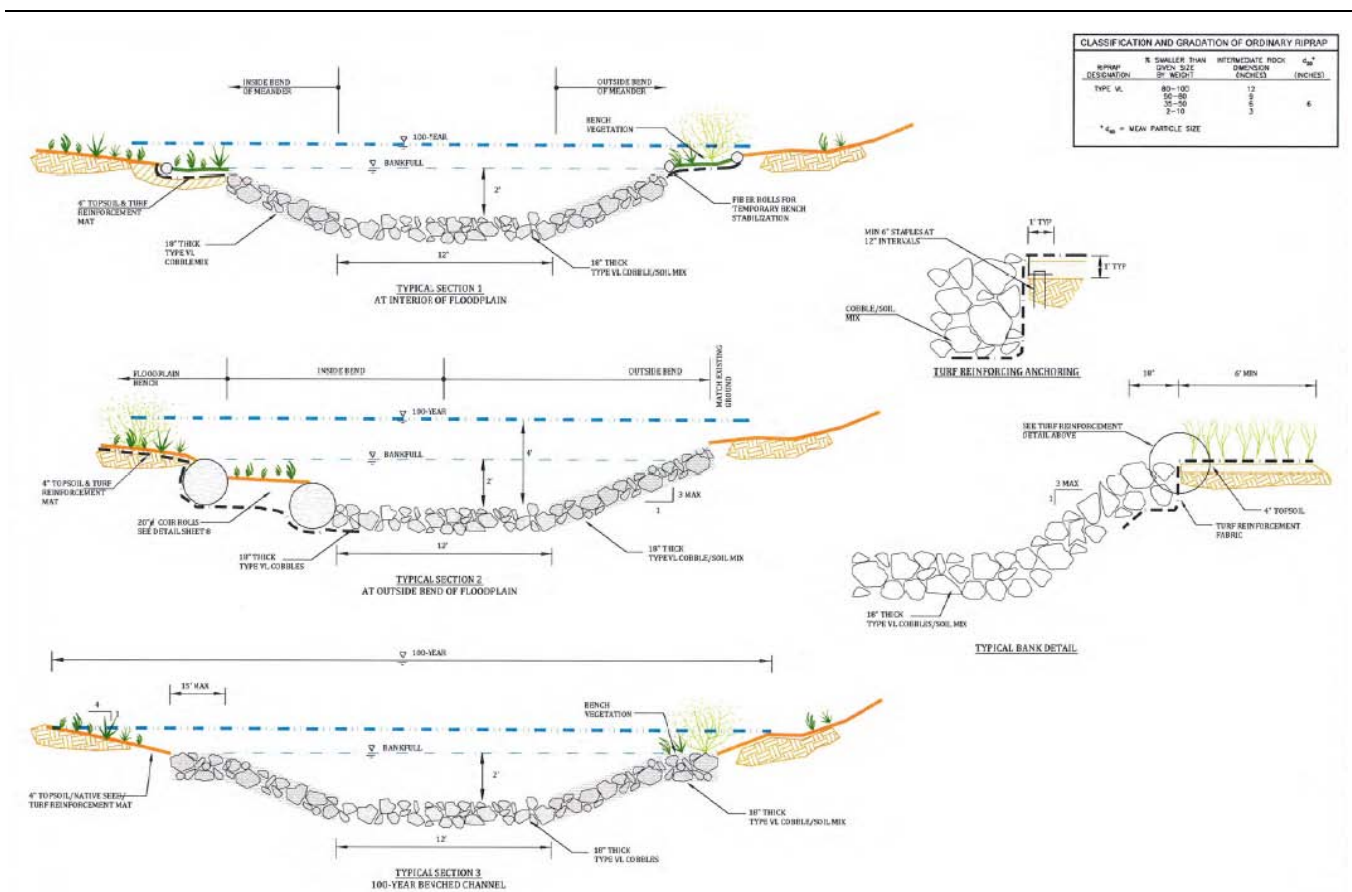 CLASSIFICATION AND GRADATION OF ORDINARY RIPRAP
RIPRAP DESIGNATION
% SMALLER THAN GIVEN SIZE BY WEIGHT
INTERMEDIATE ROCK DIMENSION (INCHES)
d50* (INCHES)
TYPE VL
80-100 12
50-80 9
35-50 6 6
2-10 3
* d50 = MEAN PARTICLE SIZE
INSIDE BEND
OF MEANDER
OUTSIDE BEND
OF MEANDER
100-YEAR
BANKFULL
BENCH
VEGETATION
2'
4" TOPSOIL & TURF
REINFORCEMENT
MAT
18" THICK
TYPE VL
COBBLE MIX
12'
18" THICK
TYPE VL COBBLE/SOIL MIX
FIBER ROLLS FOR
TEMPORARY BENCH
STABILIZATION
TYPICAL SECTION 1
AT INTERIOR OF FLOODPLAIN
1' TYP
MIN 6" STAPLES AT
12" INTERVALS
1' TYP
COBBLE/SOIL
MIX
TURF REINFORCING ANCHORING
FLOODPLAIN
BENCH
INSIDE BEND
OUTSIDE BEND
MATCH EXISTING
GROUND
100-YEAR
BANKFULL
4'
2'
3 MAX
1
4" TOPSOIL & TURF
REINFORCEMENT
MAT
20"ø COIR ROLLS
SEE DETAIL SHEET 8
18" THICK
TYPE VL COBBLES
12'
18" THICK
TYPE VL COBBLE/SOIL MIX
TYPICAL SECTION 2
AT OUTSIDE BEND OF FLOODPLAIN
18"
6' MIN
SEE TURF REINFORCEMENT
DETAIL ABOVE
3 MAX
1
4" TOPSOIL
TURF REINFORCEMENT
FABRIC
18" THICK
TYPE VL COBBLES/SOIL MIX
TYPICAL BANK DETAIL
100-YEAR
15' MAX
4
1
BANKFULL
BENCH
VEGETATION
2'
4" TOPSOIL/NATIVE SEED/
TURF REINFORCEMENT MAT
12'
18" THICK
TYPE VL COBBLES
18" THICK
TYPE VL COBBLE/SOIL MIX
TYPICAL SECTION 3
100-YEAR BENCHED CHANNEL